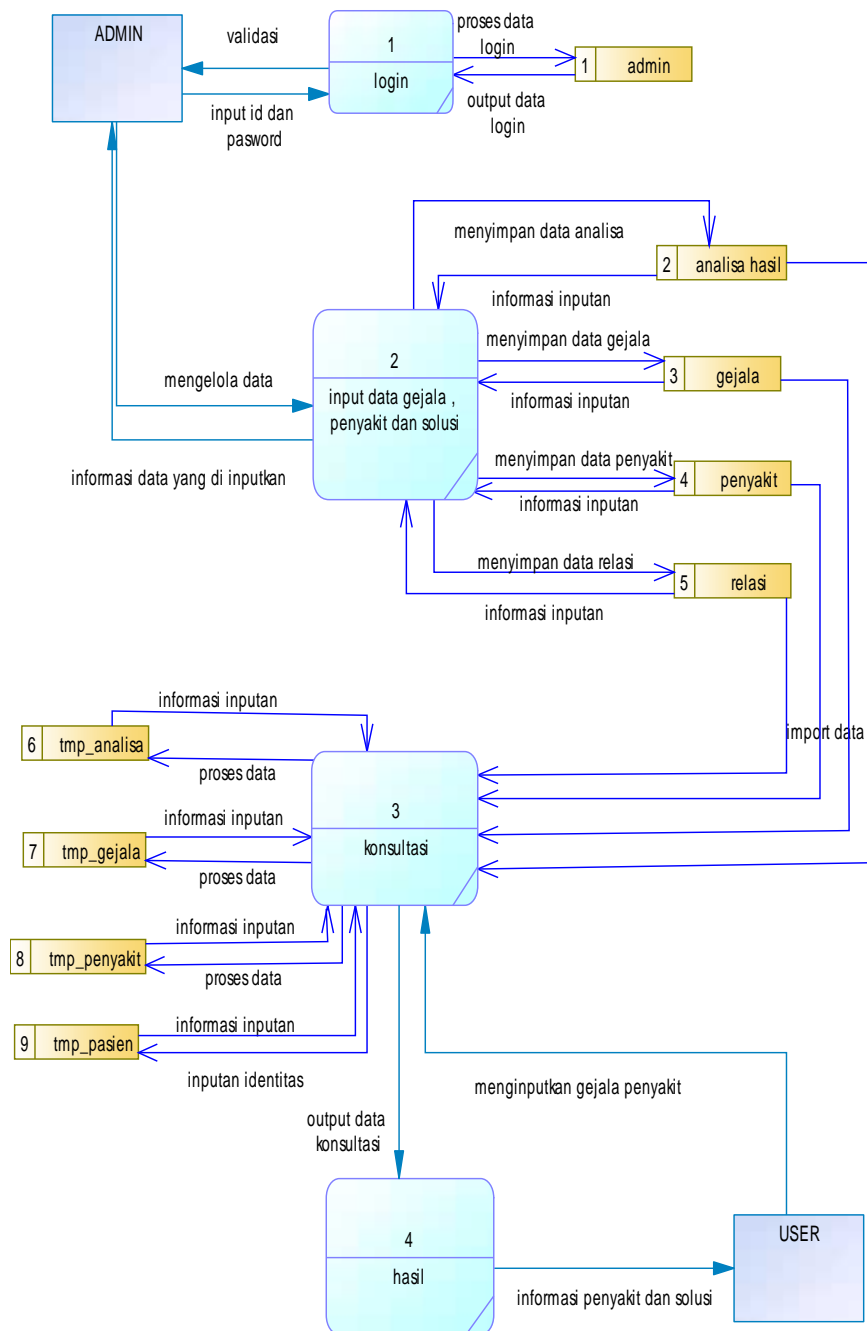 ADMIN
validasi
1
login
proses data
login
1 admin
input id dan
pasword
output data
login
menyimpan data analisa
2 analisa hasil
informasi inputan
2
input data gejala ,
penyakit dan solusi
menyimpan data gejala
3 gejala
informasi inputan
mengelola data
menyimpan data penyakit
4 penyakit
informasi inputan
informasi data yang di inputkan
menyimpan data relasi
5 relasi
informasi inputan
informasi inputan
6 tmp_analisa
proses data
import data
3
konsultasi
informasi inputan
7 tmp_gejala
proses data
informasi inputan
8 tmp_penyakit
proses data
informasi inputan
9 tmp_pasien
inputan identitas
menginputkan gejala penyakit
output data
konsultasi
4
hasil
USER
informasi penyakit dan solusi